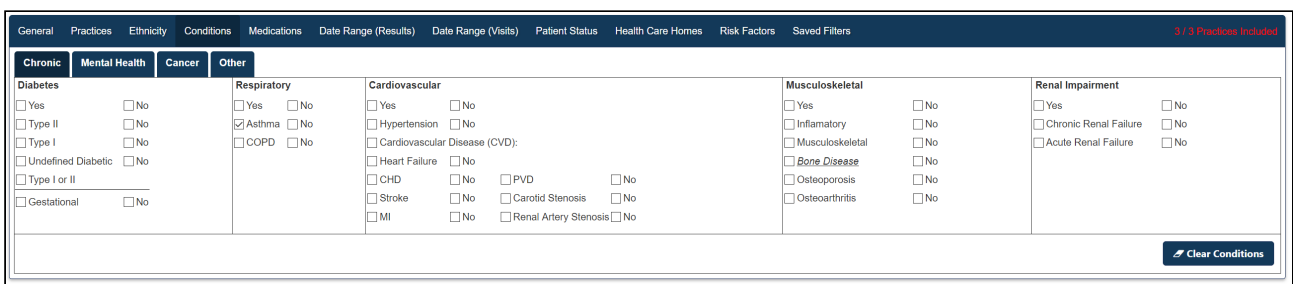 General Practices Ethnicity Conditions Medications Date Range (Results) Date Range (Visits) Patient Status Health Care Homes Risk Factors Saved Filters 3 / 3 Practices Included
Chronic Mental Health Cancer Other
Diabetes Respiratory Cardiovascular Musculoskeletal Renal Impairment
Yes No Yes No Yes No Yes No Yes No
Type II No Asthma No Hypertension No Inflamatory No Chronic Renal Failure No
Type I No COPD No Cardiovascular Disease (CVD): Musculoskeletal No Acute Renal Failure No
Undefined Diabetic No Heart Failure No Bone Disease No
Type I or II CHD No PVD No Osteoporosis No
Gestational No Stroke No Carotid Stenosis No Osteoarthritis No
MI No Renal Artery Stenosis No
Clear Conditions